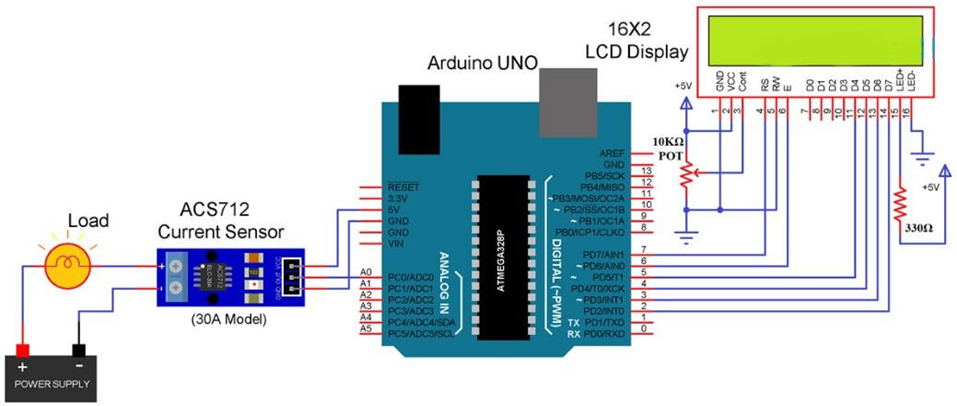 16X2
LCD Display
Arduino UNO
+5V
GND
VCC
Cont
RS
RW
E
D0
D1
D2
D3
D4
D5
D6
D7
LED+
LED-
1
2
3
4
5
6
7
8
9
10
11
12
13
14
15
16
10KΩ
POT
+5V
330Ω
AREF
GND
PB5/SCK 13
PB4/MISO 12
~PB3/MOSI/OC2A 11
~ PB2/SS/OC1B 10
~ PB1/OC1A 9
PB0/ICP1/CLKO 8
PD7/AIN1 7
~ PD6/AIN0 6
~ PD5/T1 5
PD4/T0/XCK 4
~ PD3/INT1 3
PD2/INT0 2
TX PD1/TXD 1
RX PD0/RXD 0
DIGITAL (~PWM)
ATMEGA328P
ANALOG IN
RESET
3.3V
5V
GND
GND
VIN
A0 PC0/ADC0
A1 PC1/ADC1
A2 PC2/ADC2
A3 PC3/ADC3
A4 PC4/ADC4/SDA
A5 PC5/ADC5/SCL
Load
ACS712
Current Sensor
+
-
ACS712
GND OUT VCC
(30A Model)
+ -
POWER SUPPLY